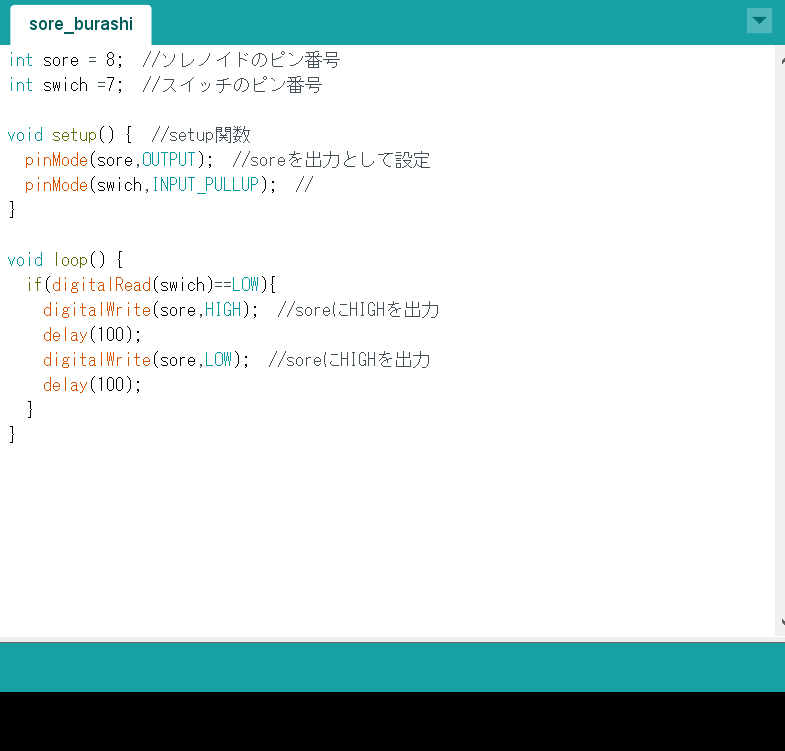 sore_burashi
int sore = 8;  //ソレノイドのピン番号
int swich =7;  //スイッチのピン番号
void setup() {  //setup関数
  pinMode(sore,OUTPUT);  //soreを出力として設定
  pinMode(swich,INPUT_PULLUP);  //
}
void loop() {
  if(digitalRead(swich)==LOW){
    digitalWrite(sore,HIGH);  //soreにHIGHを出力
    delay(100);
    digitalWrite(sore,LOW);  //soreにHIGHを出力
    delay(100);
  }
}